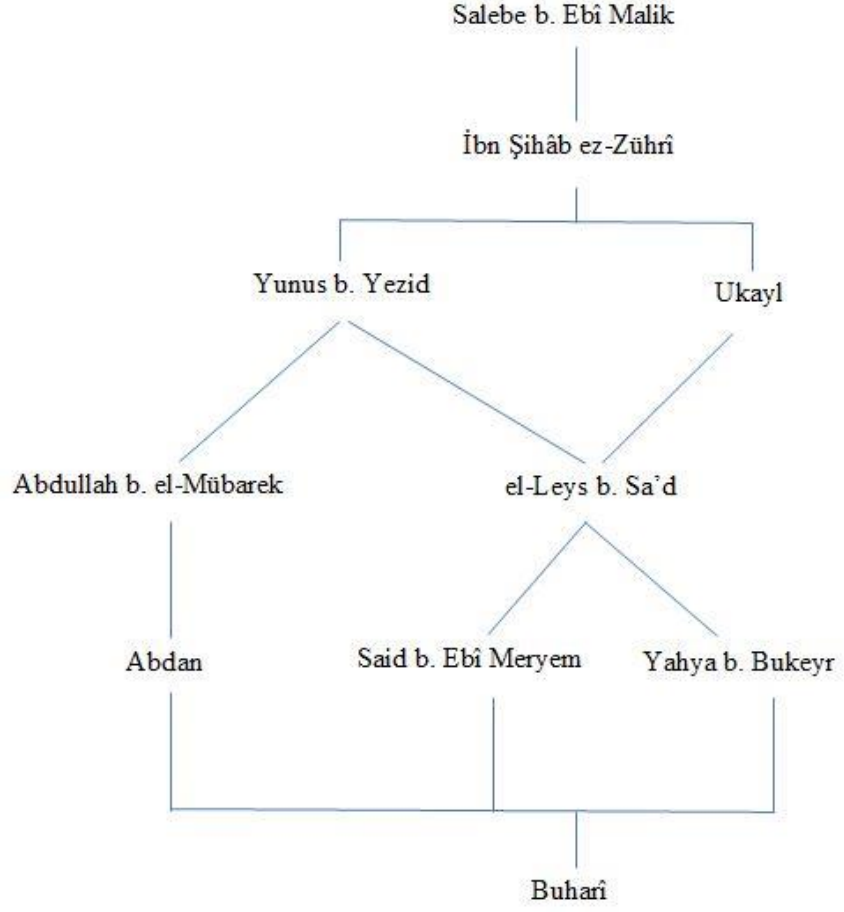 Salebe b. Ebî Malik
İbn Şihâb ez-Zührî
Yunus b. Yezid
Ukayl
Abdullah b. el-Mübarek
el-Leys b. Sa’d
Abdan
Said b. Ebî Meryem
Yahya b. Bukeyr
Buharî